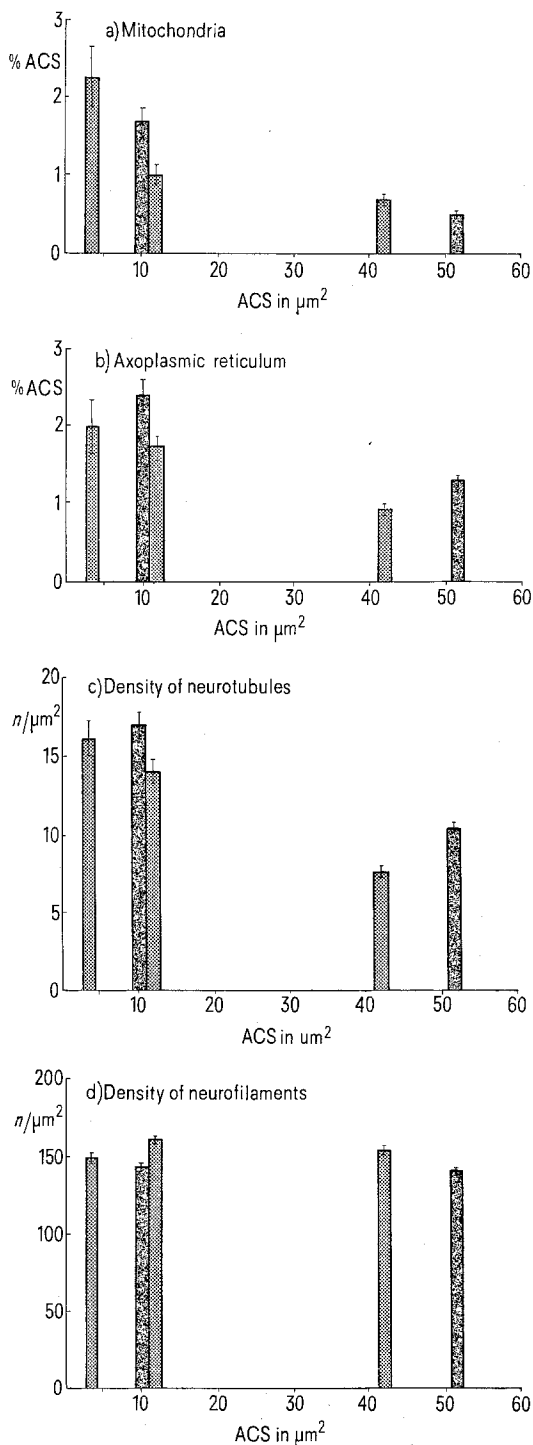 a) Mitochondria
% ACS
3
2
1
0
10 20 30 40 50 60
ACS in µm²
b) Axoplasmic reticulum
% ACS
3
2
1
0
10 20 30 40 50 60
ACS in µm²
c) Density of neurotubules
n/µm²
20
15
10
5
0
10 20 30 40 50 60
ACS in um²
d) Density of neurofilaments
n/µm²
200
150
100
50
0
10 20 30 40 50 60
ACS in µm²